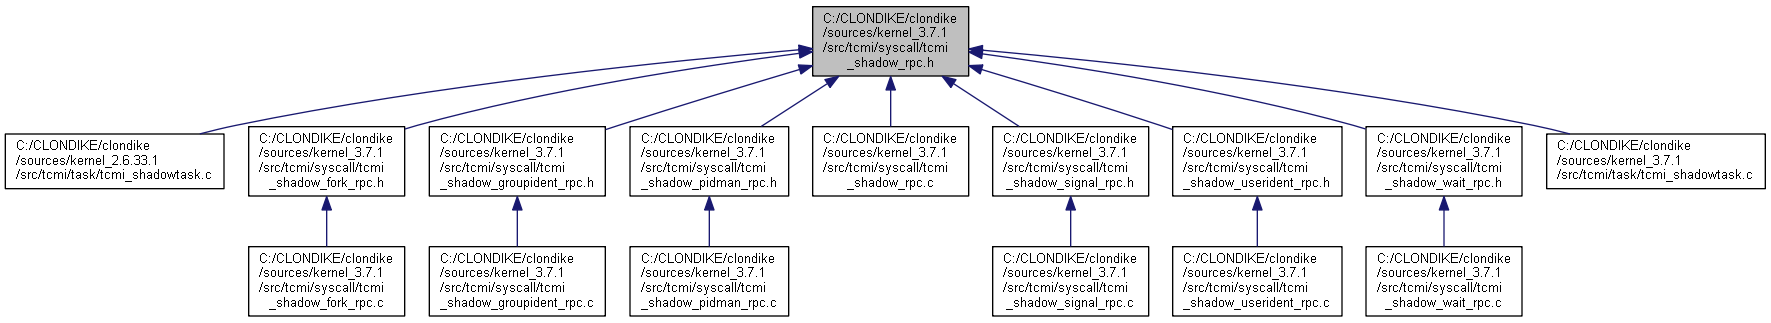 C:/CLONDIKE/clondike
/sources/kernel_3.7.1
/src/tcmi/syscall/tcmi
_shadow_rpc.h
C:/CLONDIKE/clondike
/sources/kernel_2.6.33.1
/src/tcmi/task/tcmi_shadowtask.c
C:/CLONDIKE/clondike
/sources/kernel_3.7.1
/src/tcmi/syscall/tcmi
_shadow_fork_rpc.h
C:/CLONDIKE/clondike
/sources/kernel_3.7.1
/src/tcmi/syscall/tcmi
_shadow_groupident_rpc.h
C:/CLONDIKE/clondike
/sources/kernel_3.7.1
/src/tcmi/syscall/tcmi
_shadow_pidman_rpc.h
C:/CLONDIKE/clondike
/sources/kernel_3.7.1
/src/tcmi/syscall/tcmi
_shadow_rpc.c
C:/CLONDIKE/clondike
/sources/kernel_3.7.1
/src/tcmi/syscall/tcmi
_shadow_signal_rpc.h
C:/CLONDIKE/clondike
/sources/kernel_3.7.1
/src/tcmi/syscall/tcmi
_shadow_userident_rpc.h
C:/CLONDIKE/clondike
/sources/kernel_3.7.1
/src/tcmi/syscall/tcmi
_shadow_wait_rpc.h
C:/CLONDIKE/clondike
/sources/kernel_3.7.1
/src/tcmi/task/tcmi_shadowtask.c
C:/CLONDIKE/clondike
/sources/kernel_3.7.1
/src/tcmi/syscall/tcmi
_shadow_fork_rpc.c
C:/CLONDIKE/clondike
/sources/kernel_3.7.1
/src/tcmi/syscall/tcmi
_shadow_groupident_rpc.c
C:/CLONDIKE/clondike
/sources/kernel_3.7.1
/src/tcmi/syscall/tcmi
_shadow_pidman_rpc.c
C:/CLONDIKE/clondike
/sources/kernel_3.7.1
/src/tcmi/syscall/tcmi
_shadow_signal_rpc.c
C:/CLONDIKE/clondike
/sources/kernel_3.7.1
/src/tcmi/syscall/tcmi
_shadow_userident_rpc.c
C:/CLONDIKE/clondike
/sources/kernel_3.7.1
/src/tcmi/syscall/tcmi
_shadow_wait_rpc.c